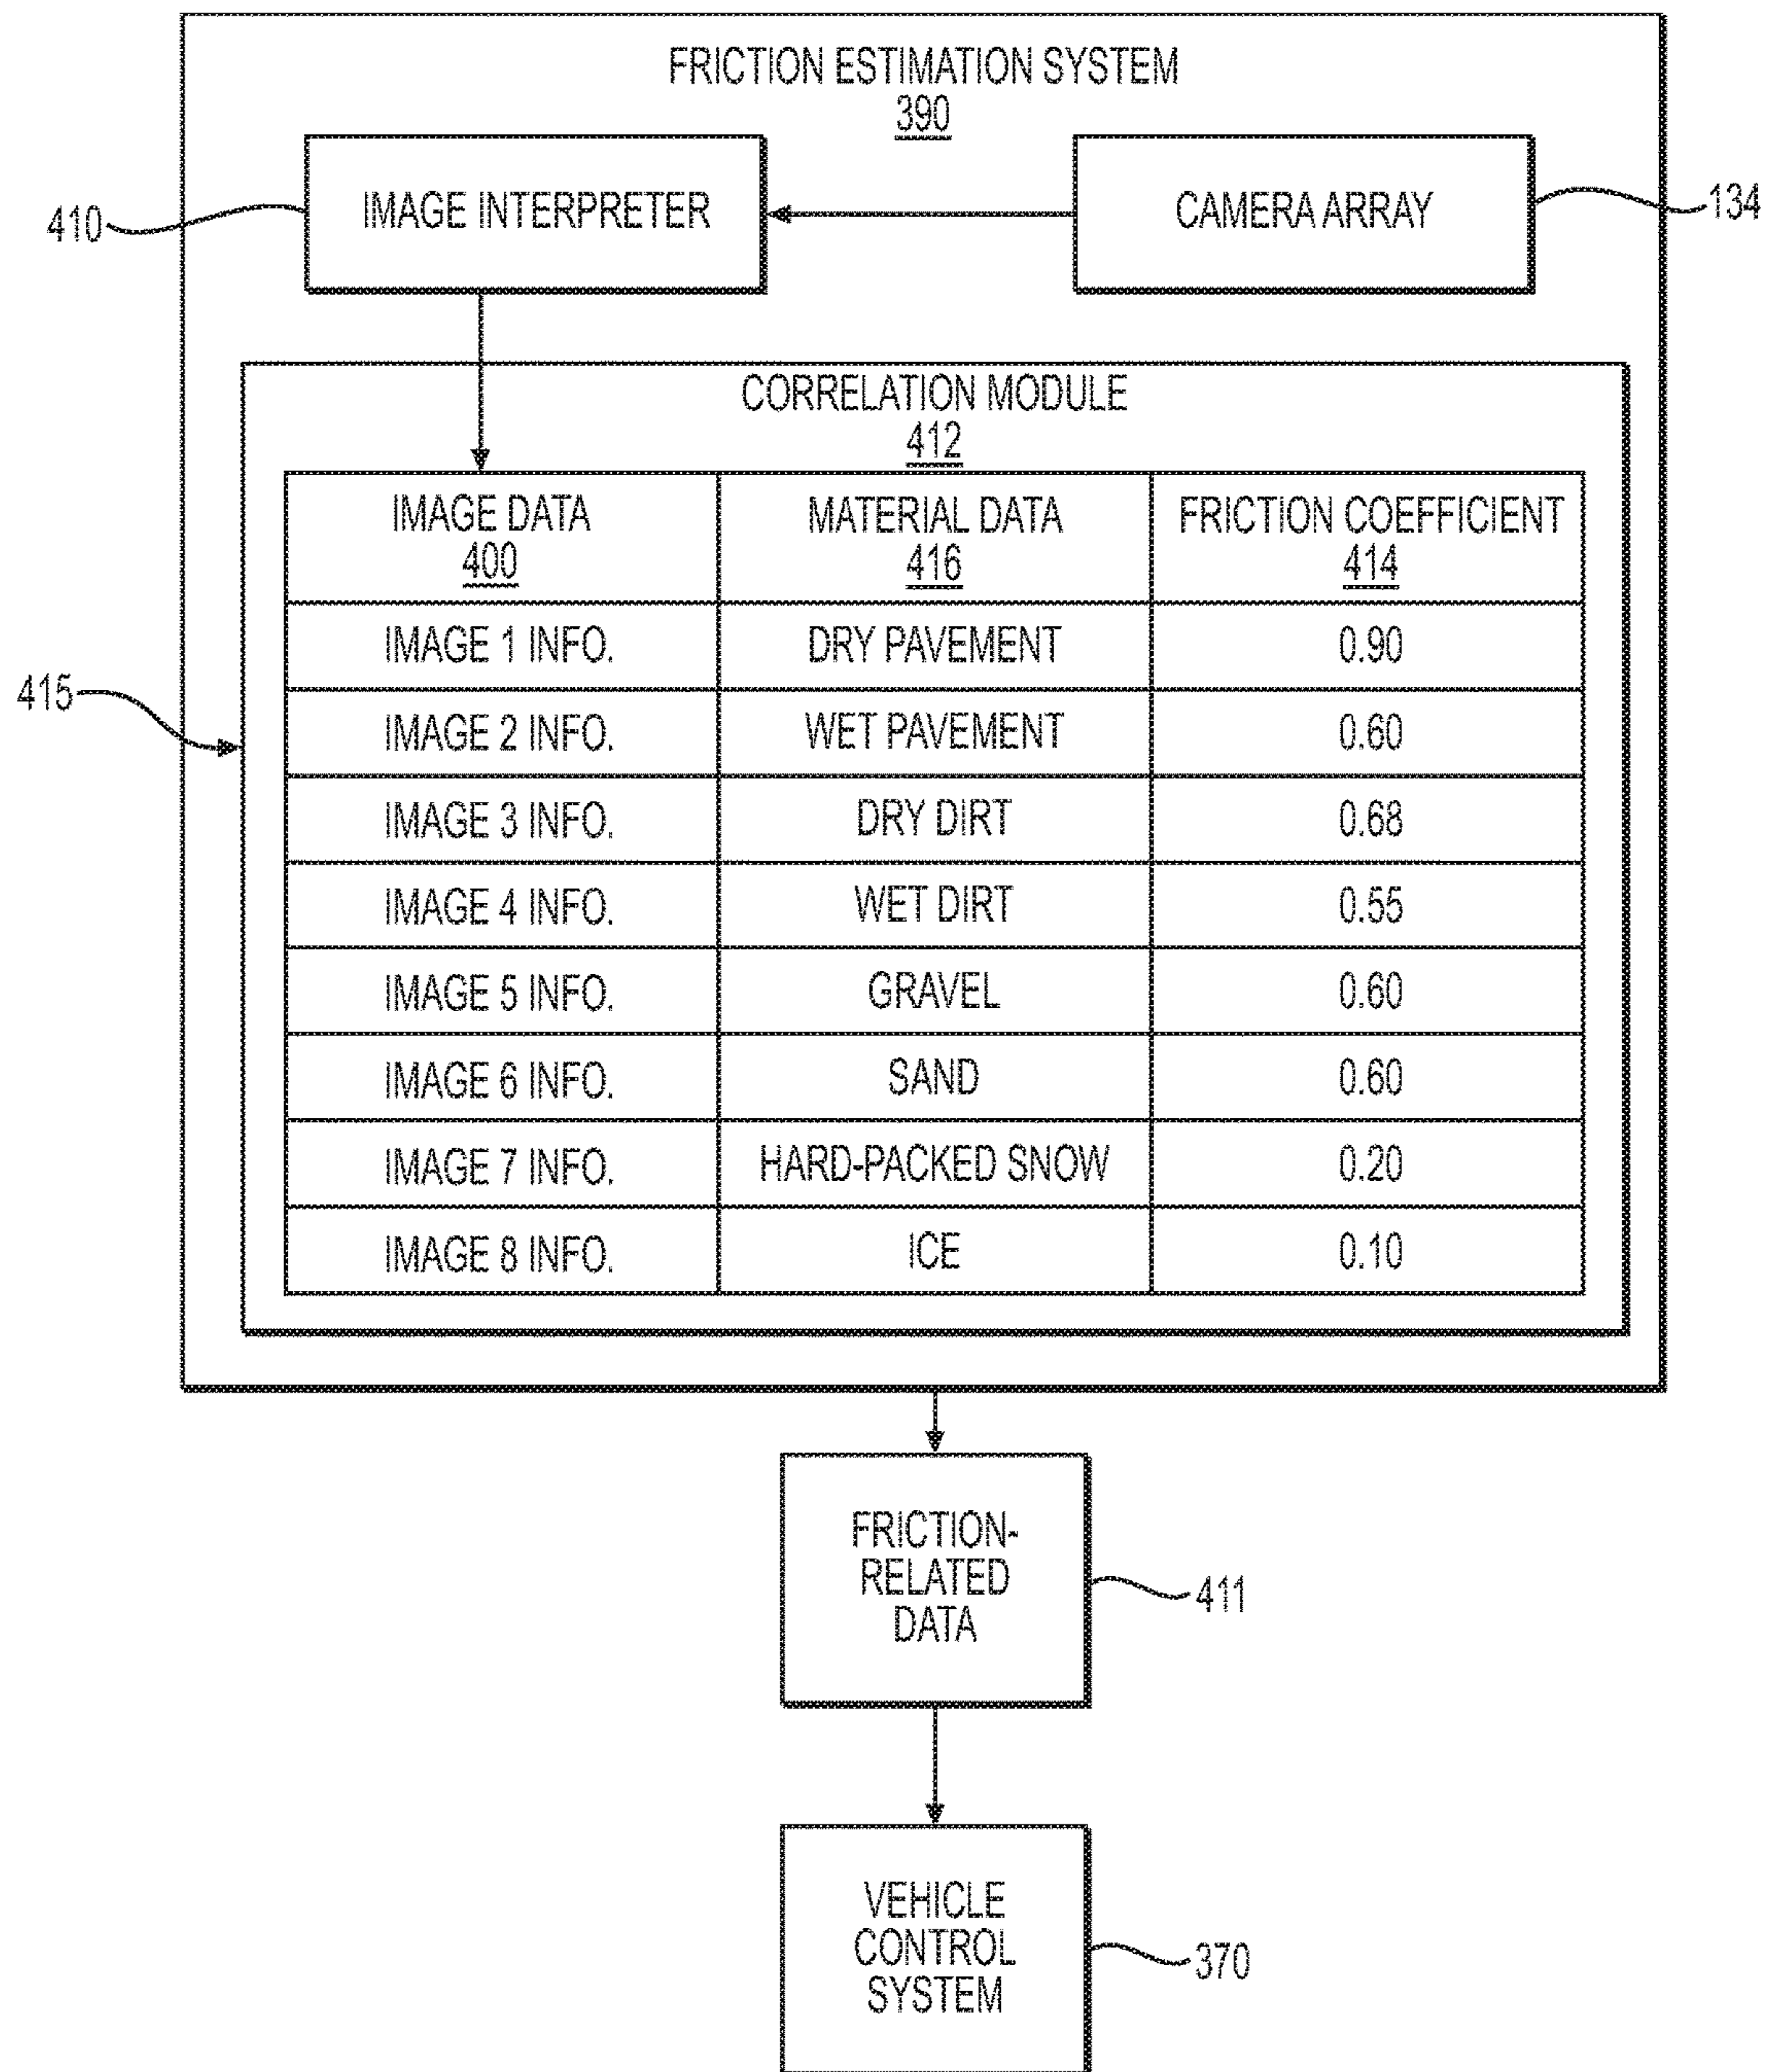 FRICTION ESTIMATION SYSTEM
390
IMAGE INTERPRETER
CAMERA ARRAY
410
134
CORRELATION MODULE
412
IMAGE DATA MATERIAL DATA FRICTION COEFFICIENT
400 416 414
IMAGE 1 INFO. DRY PAVEMENT 0.90
415
IMAGE 2 INFO. WET PAVEMENT 0.60
IMAGE 3 INFO. DRY DIRT 0.68
IMAGE 4 INFO. WET DIRT 0.55
IMAGE 5 INFO. GRAVEL 0.60
IMAGE 6 INFO. SAND 0.60
IMAGE 7 INFO. HARD-PACKED SNOW 0.20
IMAGE 8 INFO. ICE 0.10
FRICTION-
RELATED
DATA
411
VEHICLE
CONTROL
SYSTEM
370